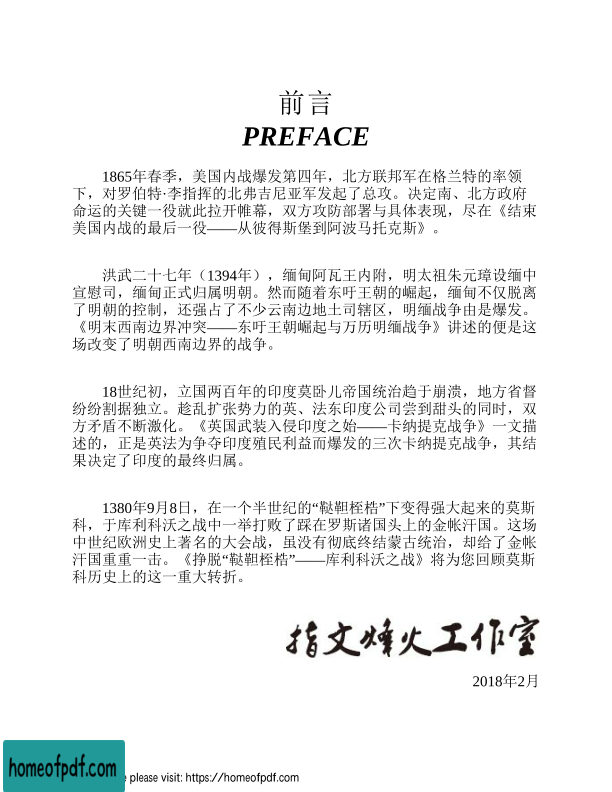 前言
PREFACE
1865年春季，美国内战爆发第四年，北方联邦军在格兰特的率领
下，对罗伯特·李指挥的北弗吉尼亚军发起了总攻。决定南、北方政府
命运的关键一役就此拉开帷幕，双方攻防部署与具体表现，尽在《结束
美国内战的最后一役——从彼得斯堡到阿波马托克斯》。
洪武二十七年（1394年），缅甸阿瓦王内附，明太祖朱元璋设缅中
宣慰司，缅甸正式归属明朝。然而随着东吁王朝的崛起，缅甸不仅脱离
了明朝的控制，还强占了不少云南边地土司辖区，明缅战争由是爆发。
《明末西南边界冲突——东吁王朝崛起与万历明缅战争》讲述的便是这
场改变了明朝西南边界的战争。
18世纪初，立国两百年的印度莫卧儿帝国统治趋于崩溃，地方省督
纷纷割据独立。趁乱扩张势力的英、法东印度公司尝到甜头的同时，双
方矛盾不断激化。《英国武装入侵印度之始——卡纳提克战争》一文描
述的，正是英法为争夺印度殖民利益而爆发的三次卡纳提克战争，其结
果决定了印度的最终归属。
1380年9月8日，在一个半世纪的“鞑靼桎梏”下变得强大起来的莫斯
科，于库利科沃之战中一举打败了踩在罗斯诸国头上的金帐汗国。这场
中世纪欧洲史上著名的大会战，虽没有彻底终结蒙古统治，却给了金帐
汗国重重一击。《挣脱“鞑靼桎梏”——库利科沃之战》将为您回顾莫斯
科历史上的这一重大转折。
指文烽火工作室
2018年2月
homeofpdf.com
e please visit: https://homeofpdf.com